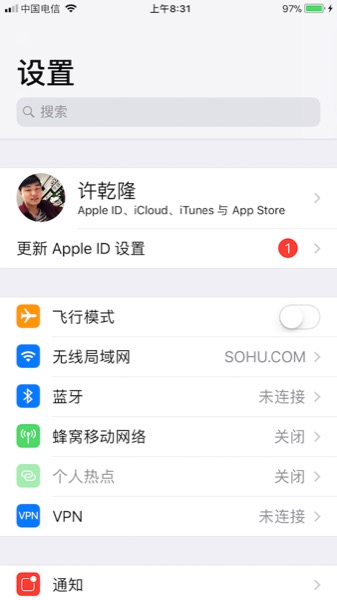 中国电信 上午8:31 97%
设置
搜索
许乾隆
Apple ID、iCloud、iTunes 与 App Store
更新 Apple ID 设置 1
飞行模式
无线局域网 SOHU.COM
蓝牙 未连接
蜂窝移动网络 关闭
个人热点 关闭
VPN VPN 未连接
通知